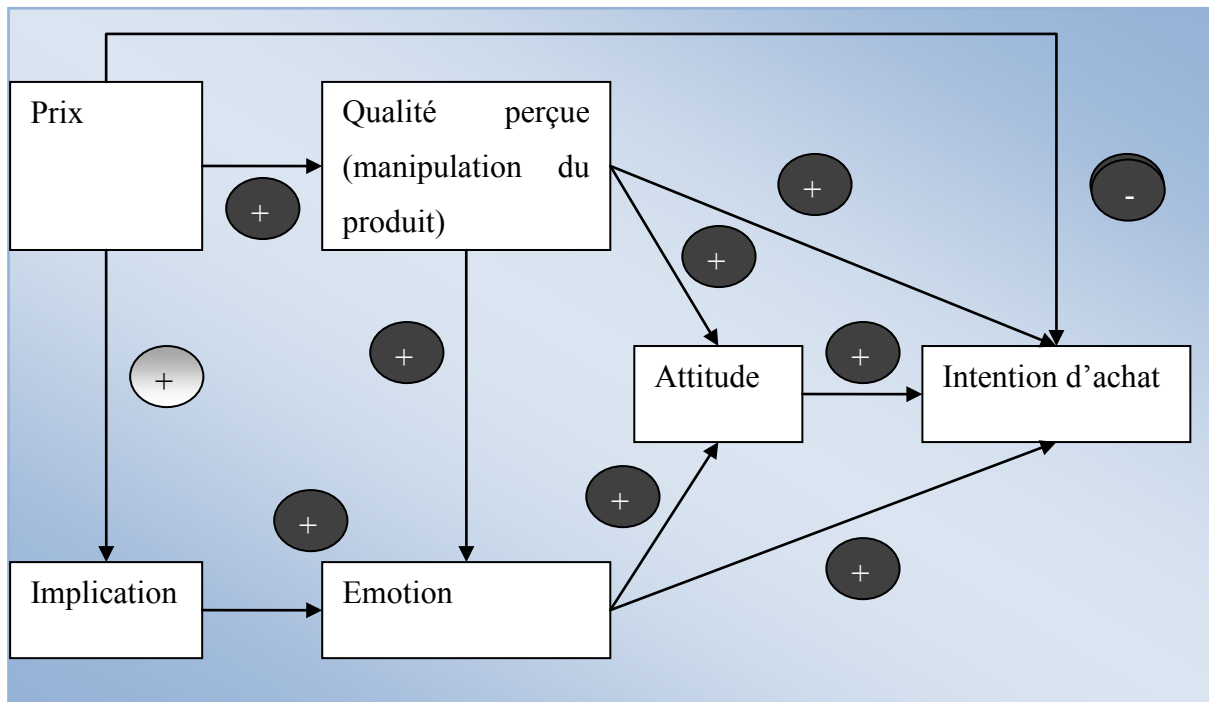 Prix
Qualité perçue
(manipulation du
produit)
+
+
-
+
+
+
+
Attitude
Intention d’achat
+
+
+
Implication
Emotion